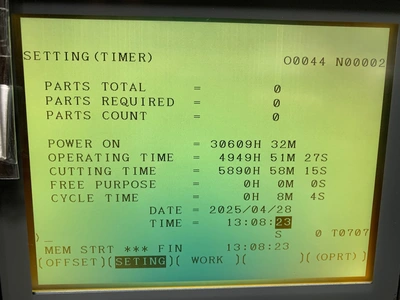 SETTING(TIMER) O0044 N00002
PARTS TOTAL = 0
PARTS REQUIRED = 0
PARTS COUNT = 0
POWER ON = 30609H 32M
OPERATING TIME = 4949H 51M 27S
CUTTING TIME = 5890H 58M 15S
FREE PURPOSE = 0H 0M 0S
CYCLE TIME = 0H 8M 4S
DATE = 2025/04/28
TIME = 13:08:23
)_ S 0 T0707
MEM STRT *** FIN 13:08:23
(OFFSET)(SETING)( WORK )( )((OPRT))